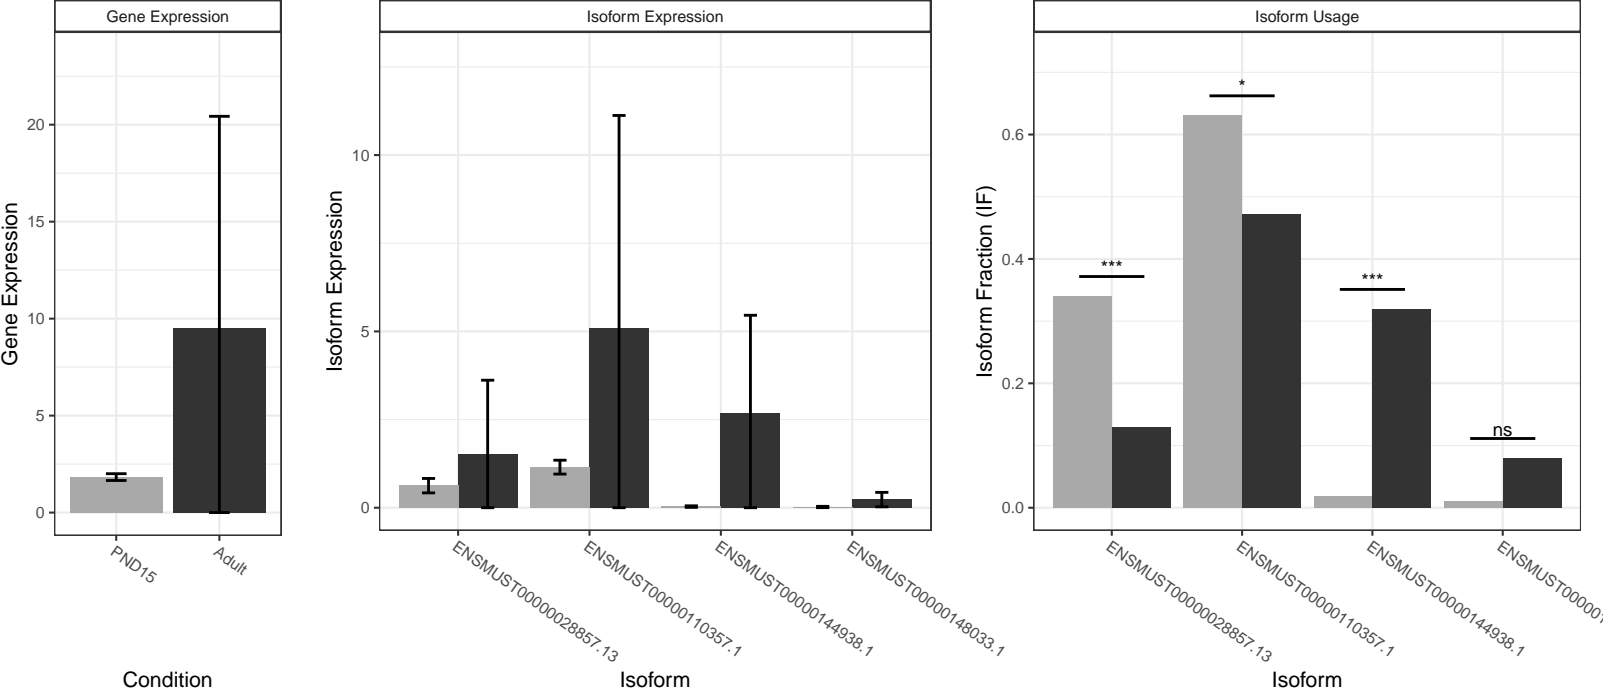 Gene Expression
Isoform Expression
Isoform Usage
Gene Expression
20
15
10
5
0
PND15
Adult
Condition
Isoform Expression
10
5
0
ENSMUST00000028857.13
ENSMUST00000110357.1
ENSMUST00000144938.1
ENSMUST00000148033.1
Isoform
Isoform Fraction (IF)
0.6
0.4
0.2
0.0
***
*
***
ns
ENSMUST00000028857.13
ENSMUST00000110357.1
ENSMUST00000144938.1
Isoform